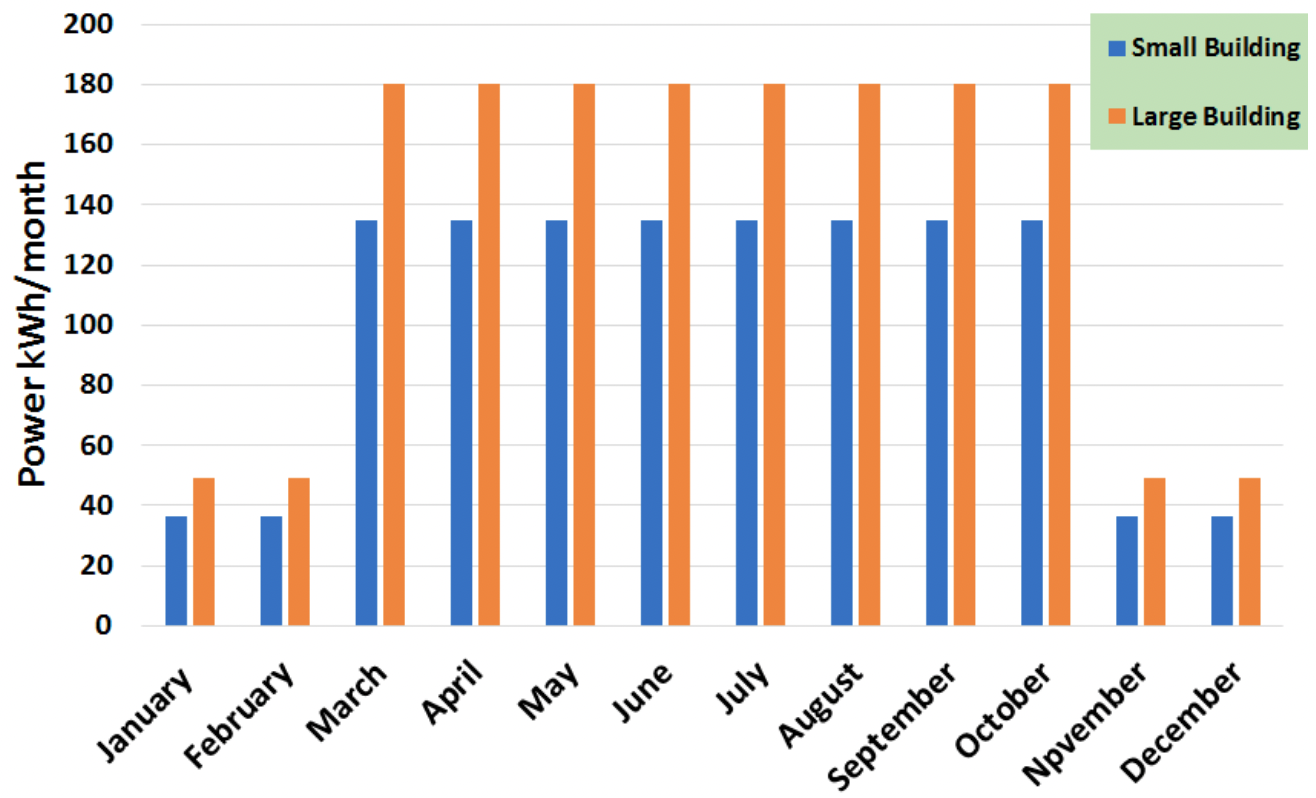 200
180
160
140
120
100
80
60
40
20
0
Power kWh/month
Small Building
Large Building
January
February
March
April
May
June
July
August
September
October
Npvember
December